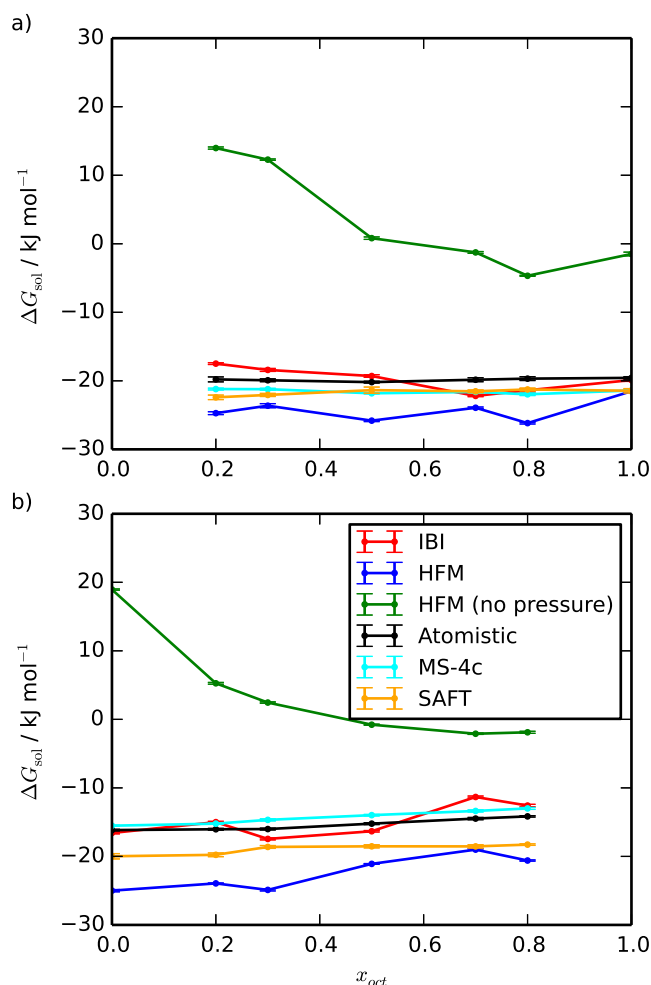 a)
30
20
10
0
−10
−20
−30
ΔG_sol / kJ mol⁻¹
0.0 0.2 0.4 0.6 0.8 1.0
b)
30
20
10
0
−10
−20
−30
ΔG_sol / kJ mol⁻¹
IBI
HFM
HFM (no pressure)
Atomistic
MS-4c
SAFT
0.0 0.2 0.4 0.6 0.8 1.0
x_oct